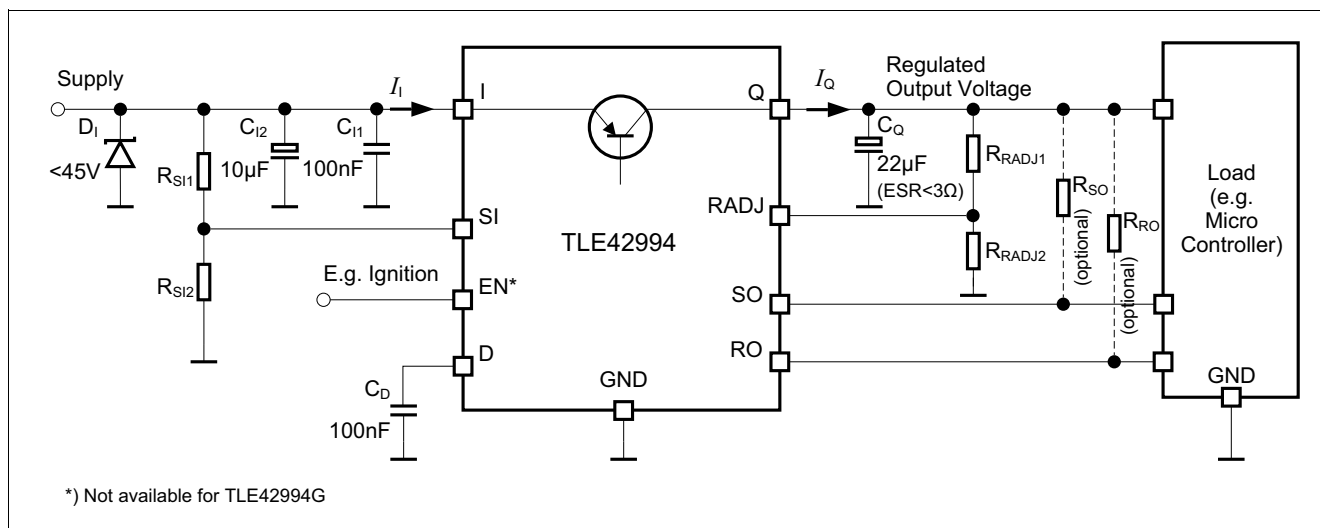 Supply
I_I
I
Q
I_Q
Regulated
Output Voltage
D_I
<45V
R_SI1
C_I2
10µF
C_I1
100nF
C_Q
22µF
(ESR<3Ω)
R_RADJ1
R_SO
(optional)
R_RO
(optional)
Load
(e.g.
Micro
Controller)
SI
RADJ
TLE42994
R_SI2
R_RADJ2
E.g. Ignition
EN*
SO
D
RO
C_D
100nF
GND
GND
*) Not available for TLE42994G